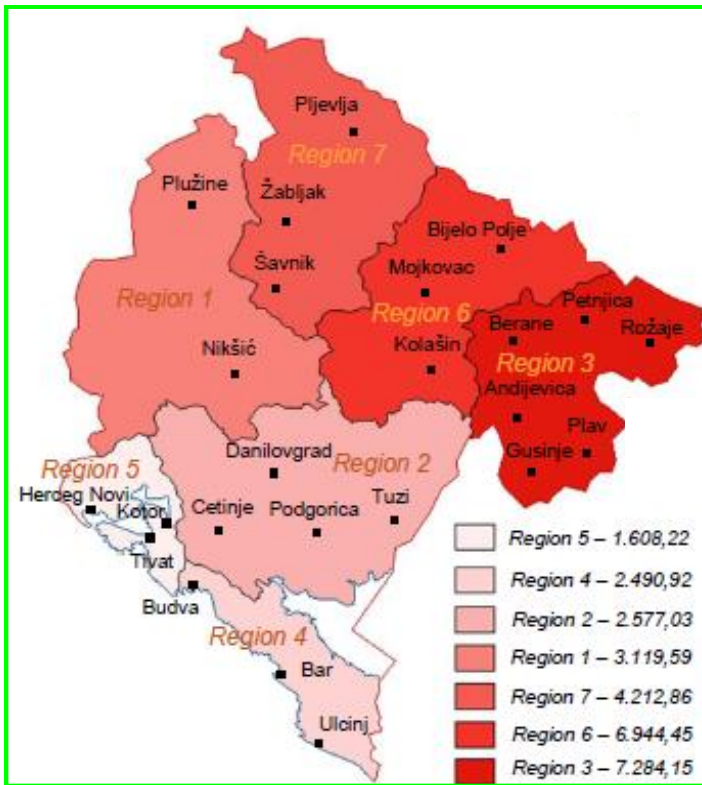 Pljevlja
Region 7
Plužine
Žabljak
Bijelo Polje
Šavnik
Mojkovac
Region 1
Petnjica
Region 6
Berane
Rožaje
Nikšić
Kolašin
Region 3
Andijevica
Plav
Danilovgrad
Region 2
Gusinje
Region 5
Herceg Novi
Kotor
Cetinje
Podgorica
Tuzi
Tivat
Budva
Region 4
Bar
Ulcinj
Region 5 – 1.608,22
Region 4 – 2.490,92
Region 2 – 2.577,03
Region 1 – 3.119,59
Region 7 – 4.212,86
Region 6 – 6.944,45
Region 3 – 7.284,15